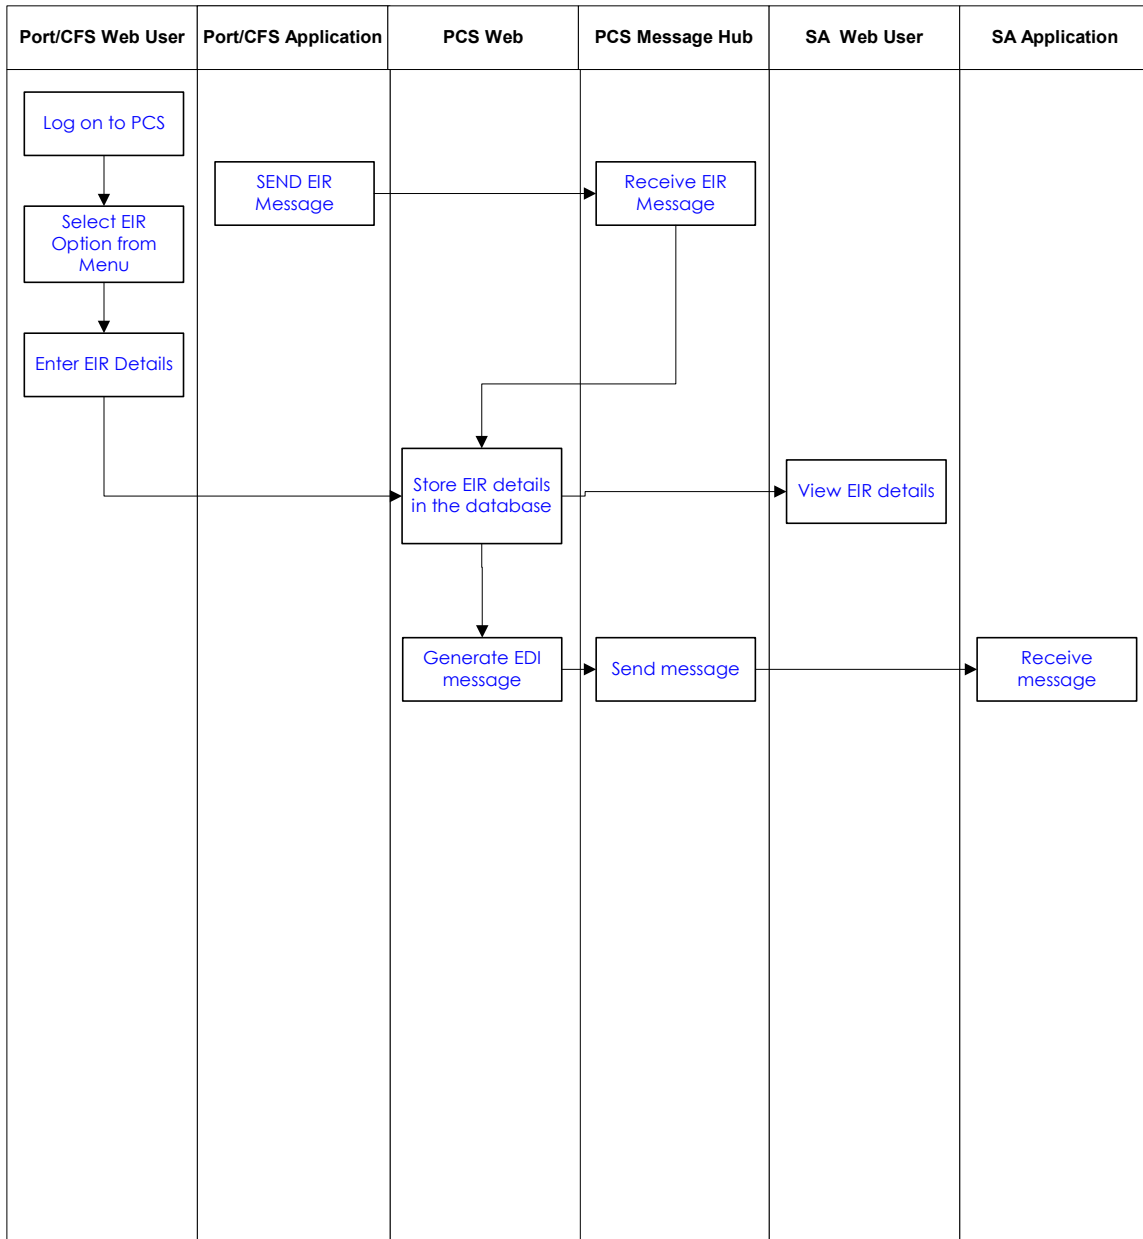 Port/CFS Web User
Port/CFS Application
PCS Web
PCS Message Hub
SA Web User
SA Application
Log on to PCS
SEND EIR
Message
Receive EIR
Message
Select EIR
Option from
Menu
Enter EIR Details
Store EIR details
in the database
View EIR details
Generate EDI
message
Send message
Receive
message